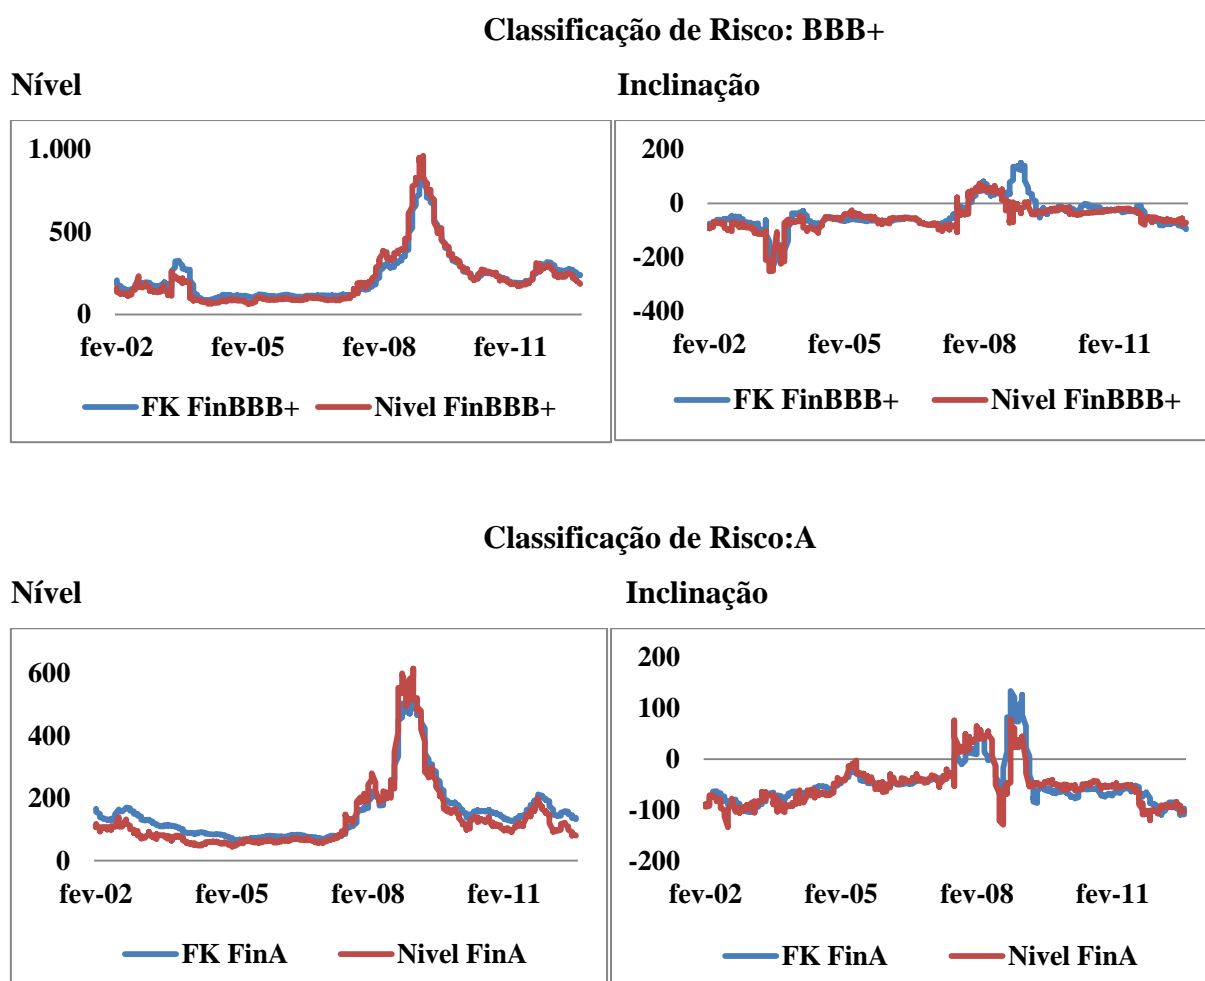 Classificação de Risco: BBB+
Nível
Inclinação
1.000
500
0
fev-02 fev-05 fev-08 fev-11
FK FinBBB+ Nivel FinBBB+
200
0
-200
-400
fev-02 fev-05 fev-08 fev-11
FK FinBBB+ Nivel FinBBB+
Classificação de Risco:A
Nível
Inclinação
600
400
200
0
fev-02 fev-05 fev-08 fev-11
FK FinA Nivel FinA
200
100
0
-100
-200
fev-02 fev-05 fev-08 fev-11
FK FinA Nivel FinA